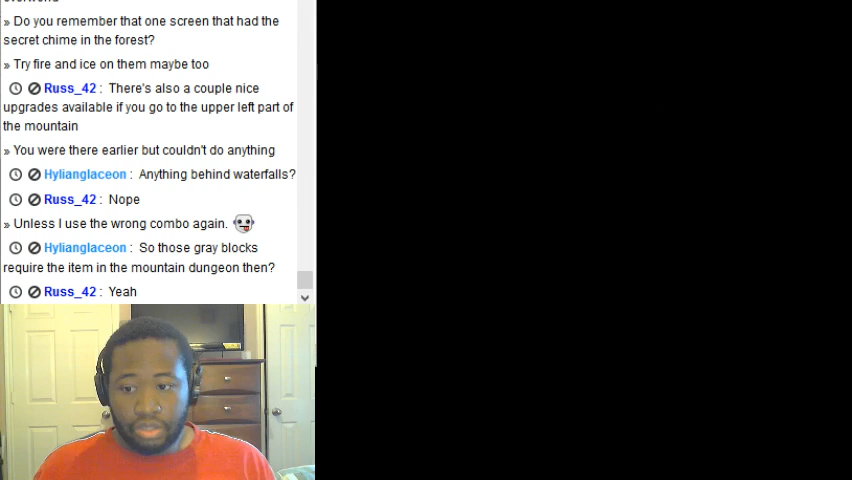 » Do you remember that one screen that had the
secret chime in the forest?
» Try fire and ice on them maybe too
Russ_42 : There's also a couple nice
upgrades available if you go to the upper left part of
the mountain
» You were there earlier but couldn't do anything
Hylianglaceon : Anything behind waterfalls?
Russ_42 : Nope
» Unless I use the wrong combo again.
Hylianglaceon : So those gray blocks
require the item in the mountain dungeon then?
Russ_42 : Yeah